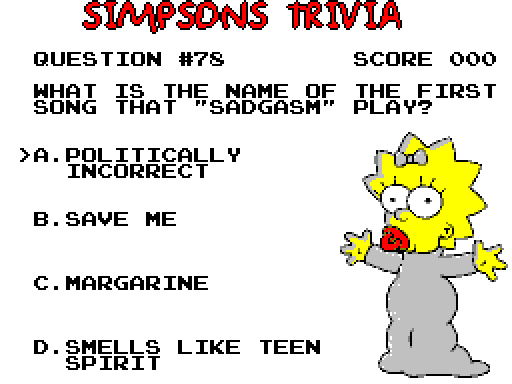 SIMPSONS TRIVIA
QUESTION #78 SCORE 000
WHAT IS THE NAME OF THE FIRST
SONG THAT "SADGASM" PLAY?
>A.POLITICALLY
INCORRECT
B.SAVE ME
C.MARGARINE
D.SMELLS LIKE TEEN
SPIRIT